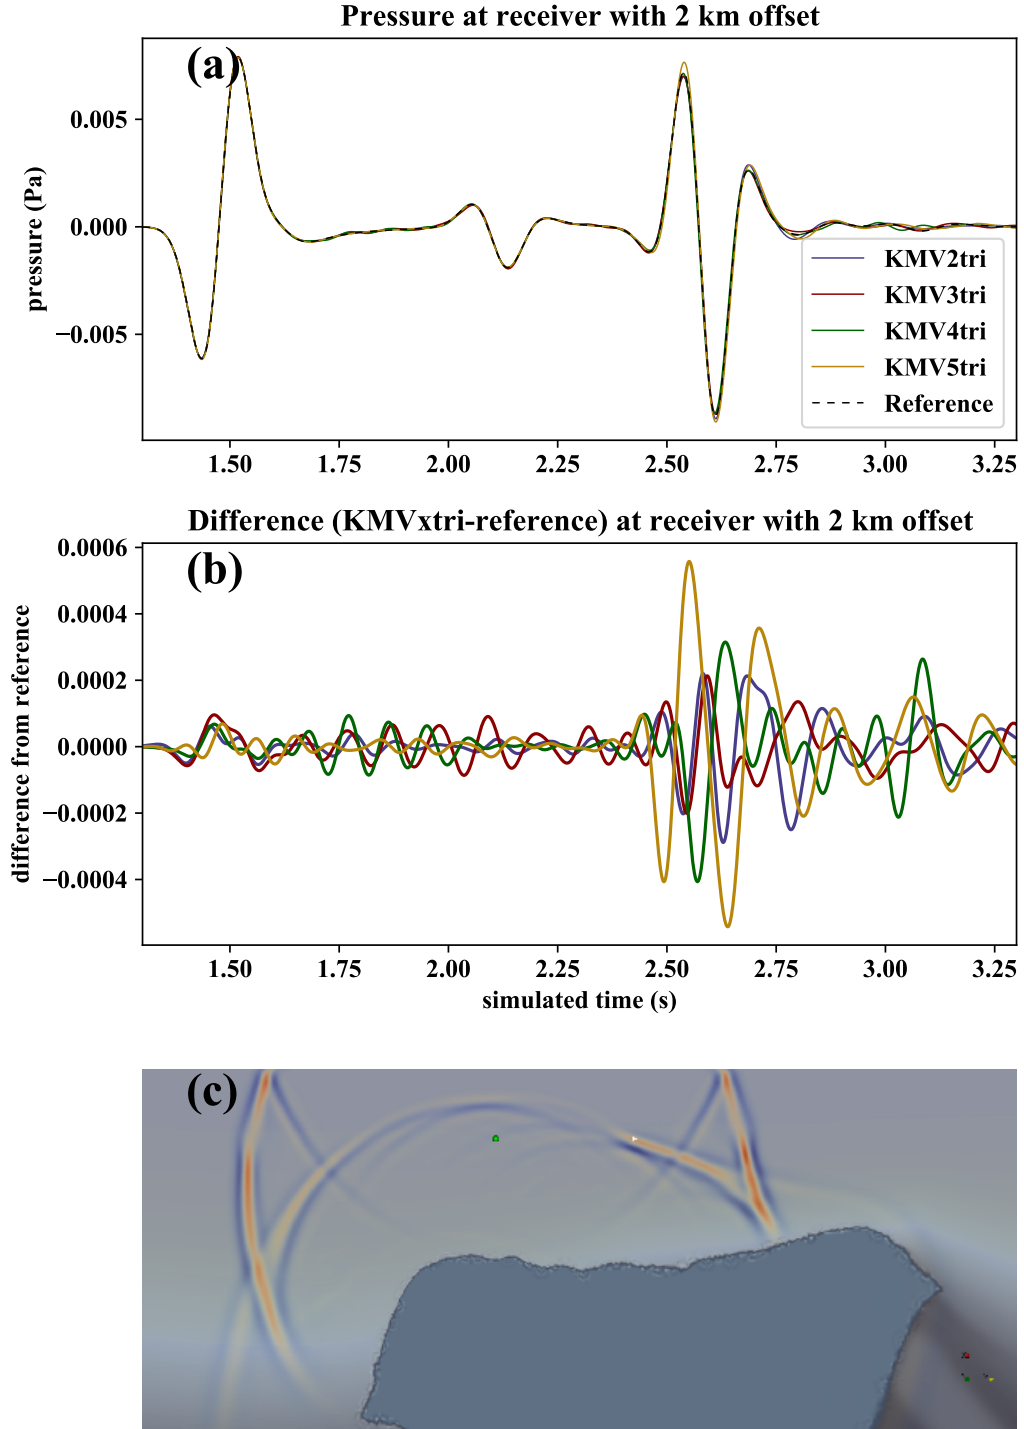 Pressure at receiver with 2 km offset
(a)
0.005
0.000
−0.005
pressure (Pa)
KMV2tri
KMV3tri
KMV4tri
KMV5tri
Reference
1.50 1.75 2.00 2.25 2.50 2.75 3.00 3.25
Difference (KMVxtri-reference) at receiver with 2 km offset
(b)
0.0006
0.0004
0.0002
0.0000
−0.0002
−0.0004
difference from reference
1.50 1.75 2.00 2.25 2.50 2.75 3.00 3.25
simulated time (s)
(c)